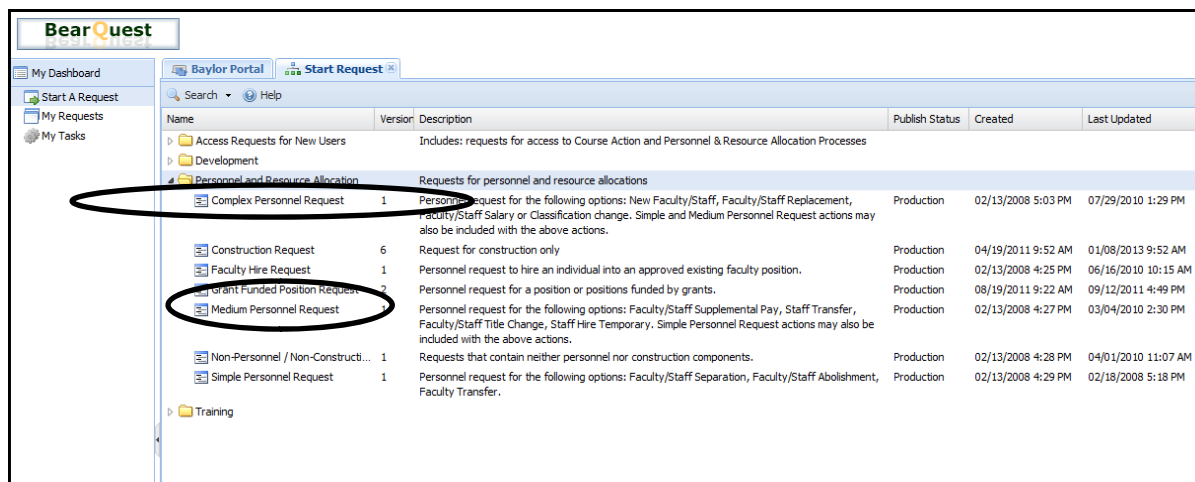 BearQuest
My Dashboard
Start A Request
My Requests
My Tasks
Baylor Portal Start Request
Search Help
Name Version Description Publish Status Created Last Updated
Access Requests for New Users Includes: requests for access to Course Action and Personnel & Resource Allocation Processes
Development
Personnel and Resource Allocation Requests for personnel and resource allocations
Complex Personnel Request 1 Personnel request for the following options: New Faculty/Staff, Faculty/Staff Replacement, Production 02/13/2008 5:03 PM 07/29/2010 1:29 PM
Faculty/Staff Salary or Classification change. Simple and Medium Personnel Request actions may
also be included with the above actions.
Construction Request 6 Request for construction only Production 04/19/2011 9:52 AM 01/08/2013 9:52 AM
Faculty Hire Request 1 Personnel request to hire an individual into an approved existing faculty position. Production 02/13/2008 4:25 PM 06/16/2010 10:15 AM
Grant Funded Position Request 2 Personnel request for a position or positions funded by grants. Production 08/19/2011 9:22 AM 09/12/2011 4:49 PM
Medium Personnel Request 1 Personnel request for the following options: Faculty/Staff Supplemental Pay, Staff Transfer, Production 02/13/2008 4:27 PM 03/04/2010 2:30 PM
Faculty/Staff Title Change, Staff Hire Temporary. Simple Personnel Request actions may also be
included with the above actions.
Non-Personnel / Non-Constructi... 1 Requests that contain neither personnel nor construction components. Production 02/13/2008 4:28 PM 04/01/2010 11:07 AM
Simple Personnel Request 1 Personnel request for the following options: Faculty/Staff Separation, Faculty/Staff Abolishment, Production 02/13/2008 4:29 PM 02/18/2008 5:18 PM
Faculty Transfer.
Training